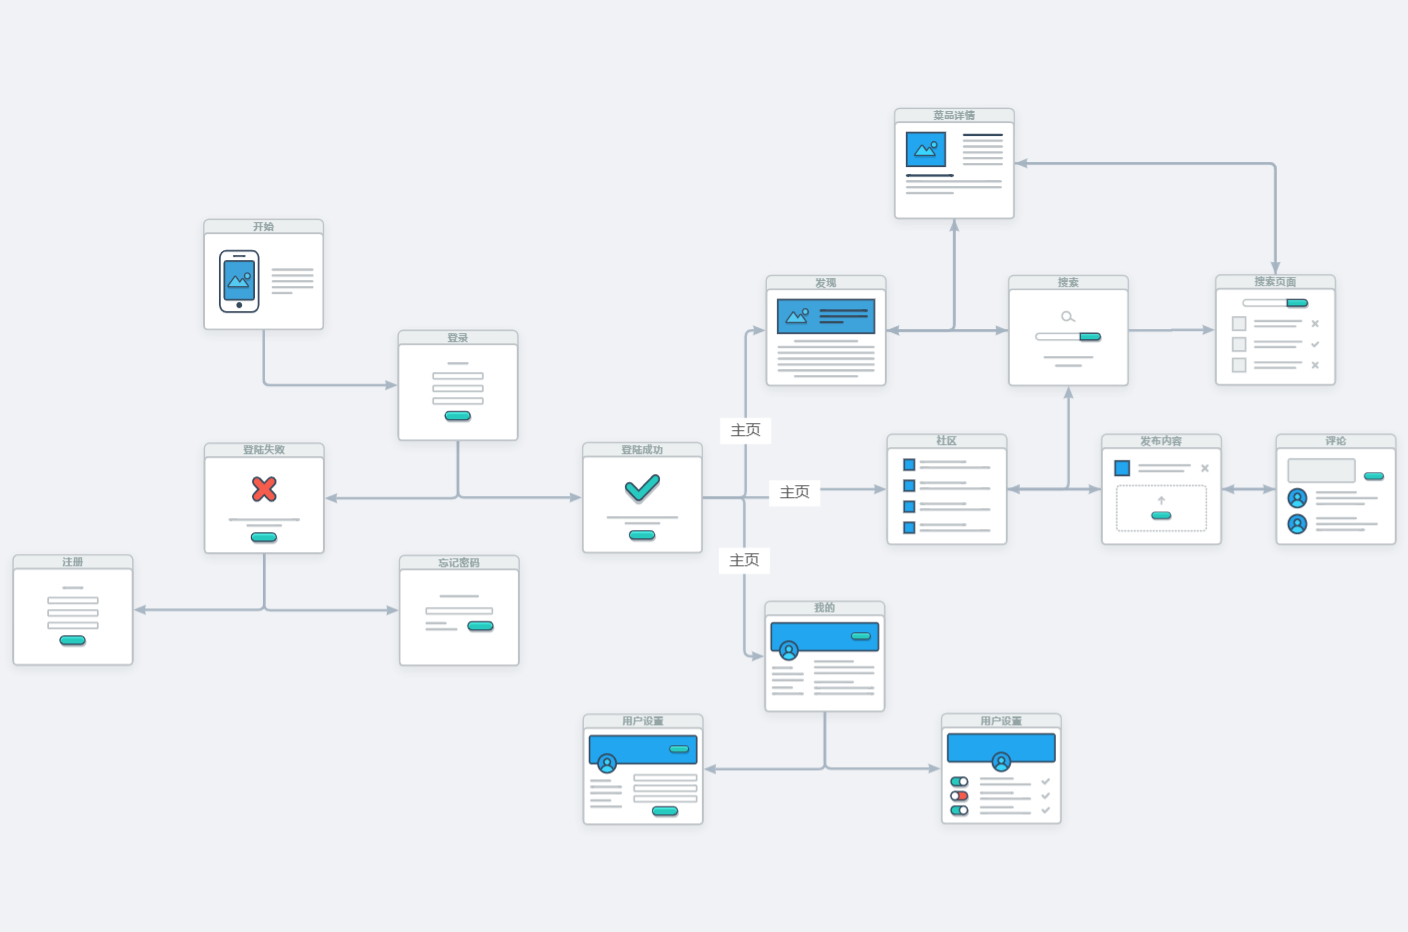 菜品详情
开始
发现
搜索
搜索页面
登录
主页
登陆失败
登陆成功
主页
社区
发布内容
评论
注册
忘记密码
主页
我的
用户设置
用户设置